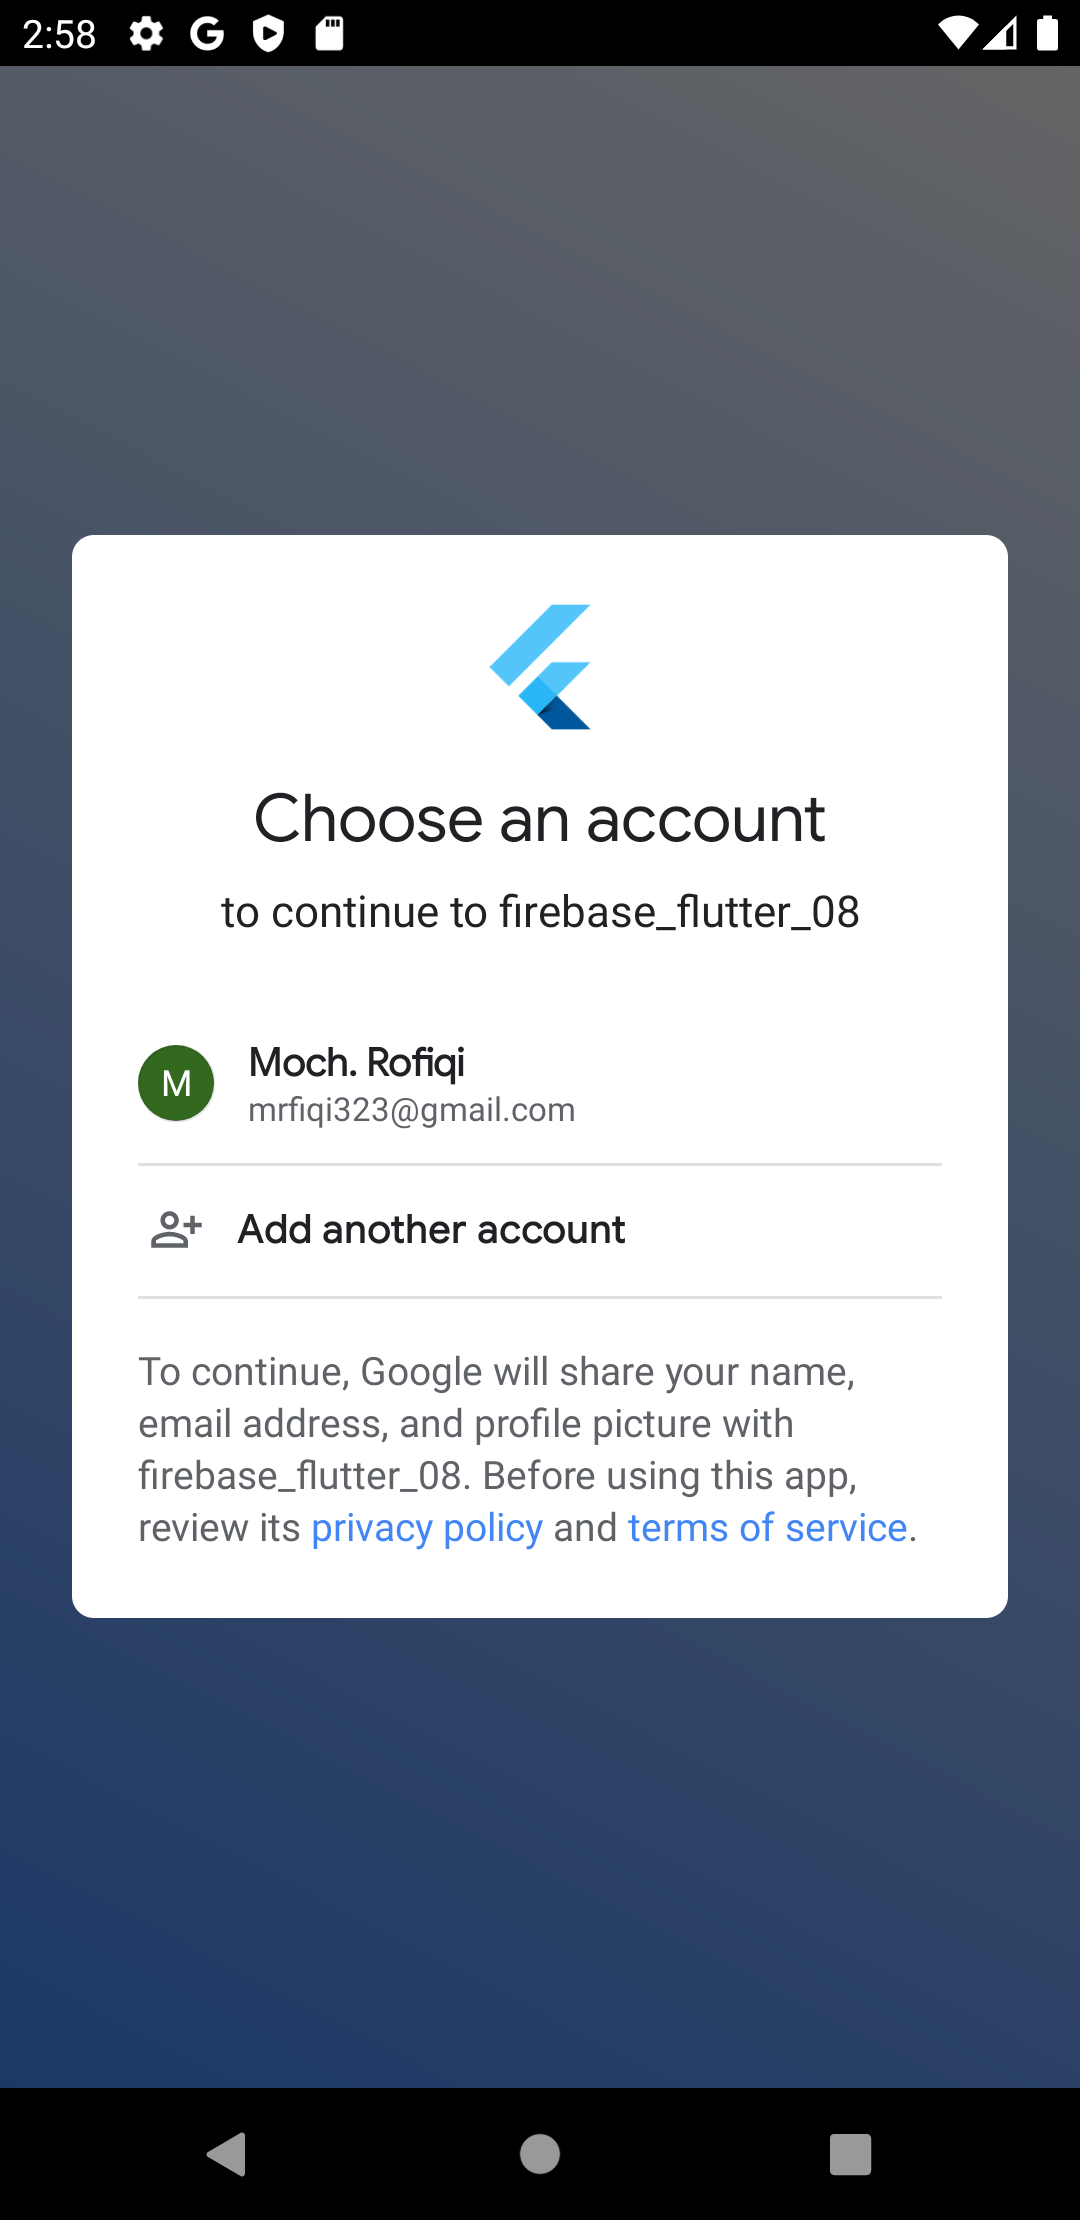 2:58
Choose an account
to continue to firebase_flutter_08
M
Moch. Rofiqi
mrfiqi323@gmail.com
Add another account
To continue, Google will share your name,
email address, and profile picture with
firebase_flutter_08. Before using this app,
review its privacy policy and terms of service.